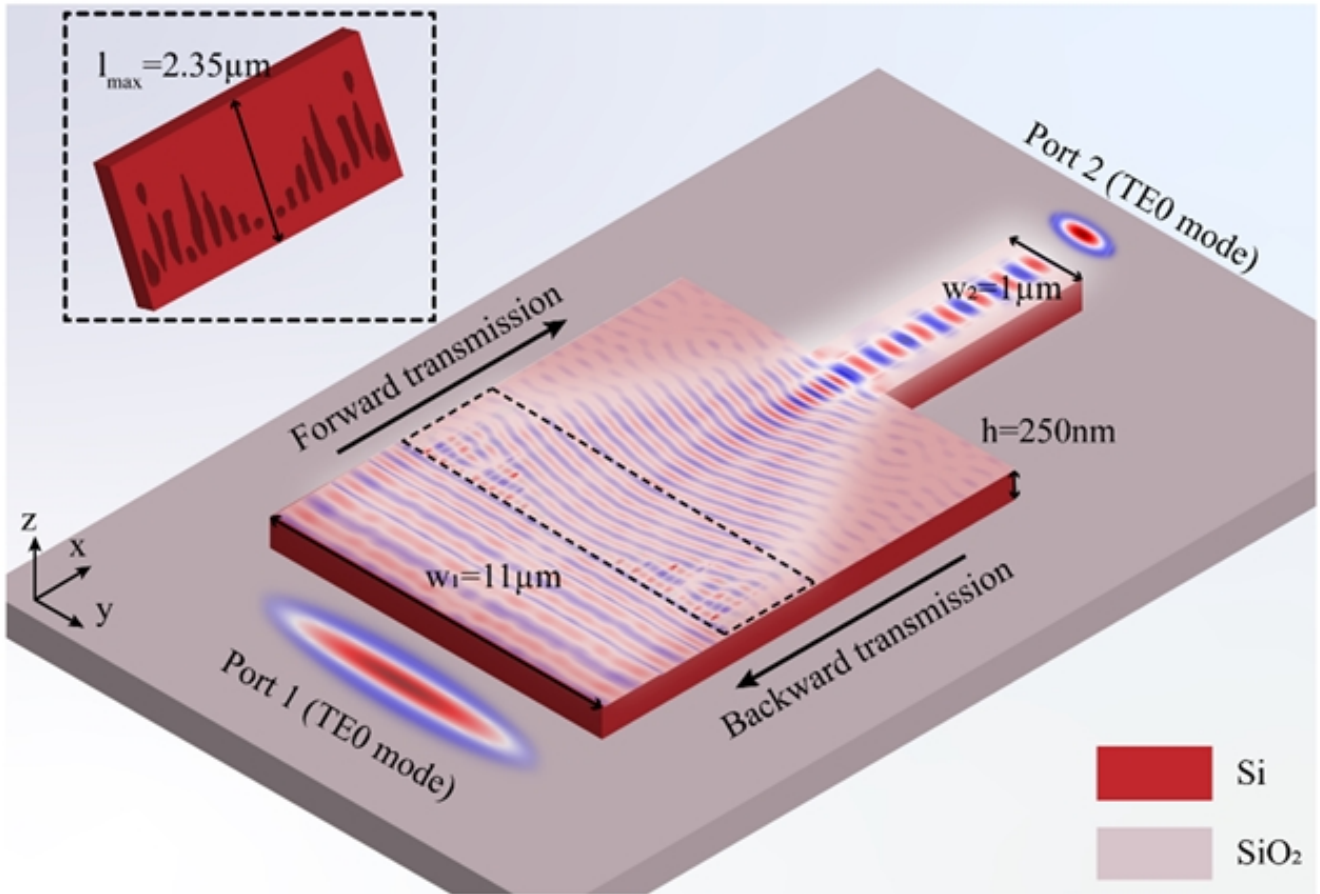 lmax=2.35μm
Port 2 (TE0 mode)
w₂=1μm
Forward transmission
h=250nm
z
x
y
w₁=11μm
Backward transmission
Port 1 (TE0 mode)
Si
SiO₂